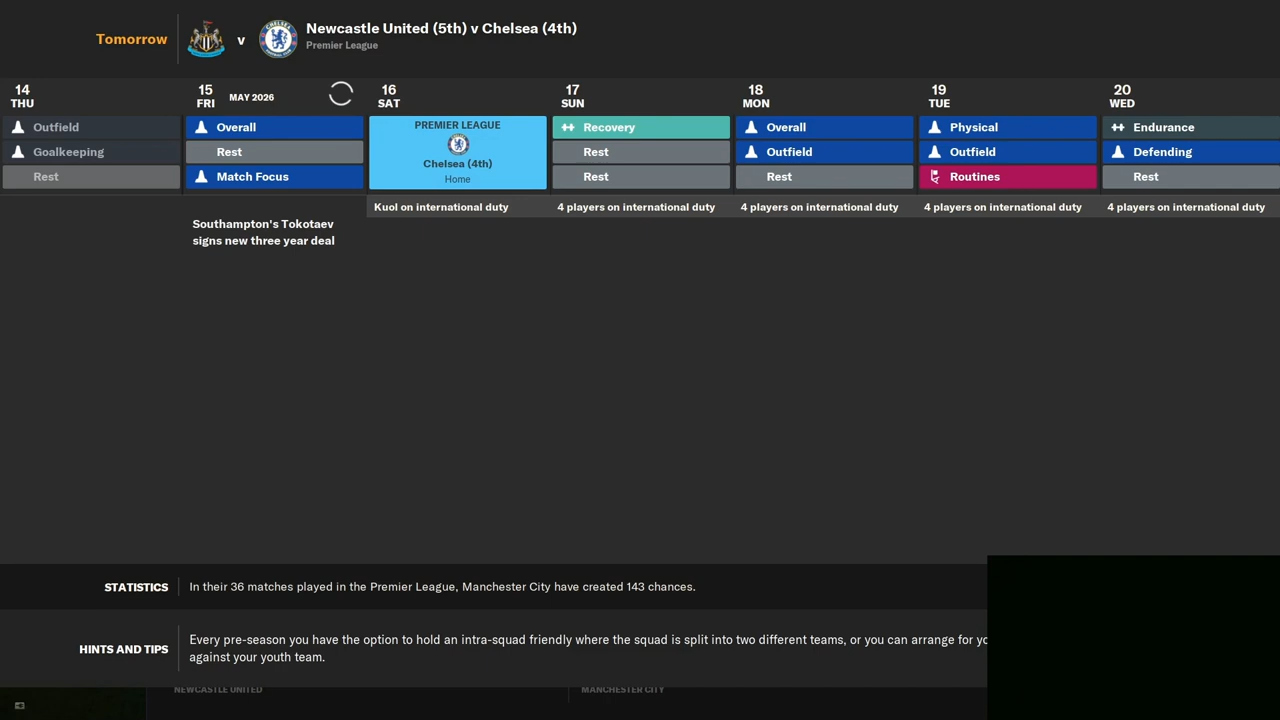 Tomorrow
v
Newcastle United (5th) v Chelsea (4th)
Premier League
14
THU
15
FRI
MAY 2026
16
SAT
17
SUN
18
MON
19
TUE
20
WED
Outfield
Goalkeeping
Rest
Overall
Rest
Match Focus
PREMIER LEAGUE
Chelsea (4th)
Home
Recovery
Rest
Rest
Overall
Outfield
Rest
Physical
Outfield
Routines
Endurance
Defending
Rest
Kuol on international duty
4 players on international duty
4 players on international duty
4 players on international duty
4 players on international duty
Southampton's Tokotaev
signs new three year deal
STATISTICS
In their 36 matches played in the Premier League, Manchester City have created 143 chances.
HINTS AND TIPS
Every pre-season you have the option to hold an intra-squad friendly where the squad is split into two different teams, or you can arrange for
against your youth team.
NEWCASTLE UNITED
MANCHESTER CITY